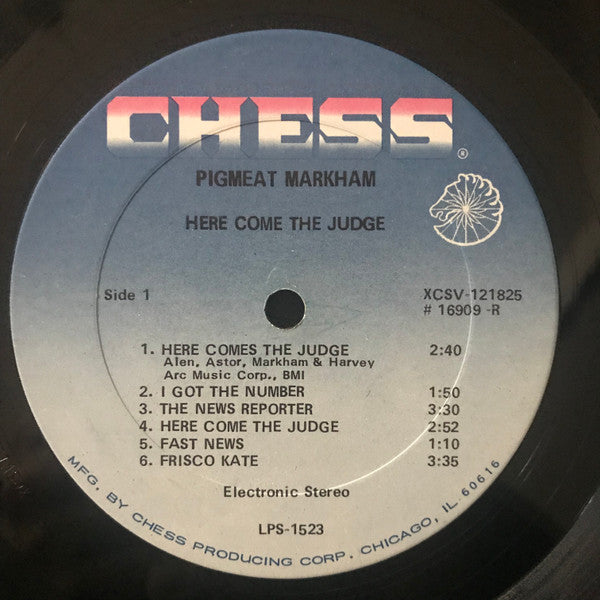 CHESS
®
PIGMEAT MARKHAM
HERE COME THE JUDGE
Side 1
XCSV-121825
# 16909 -R
1. HERE COMES THE JUDGE 2:40
Alen, Astor, Markham & Harvey
Arc Music Corp., BMI
2. I GOT THE NUMBER 1:50
3. THE NEWS REPORTER 3:30
4. HERE COME THE JUDGE 2:52
5. FAST NEWS 1:10
6. FRISCO KATE 3:35
Electronic Stereo
LPS-1523
MFG. BY CHESS PRODUCING CORP. CHICAGO, IL 60616